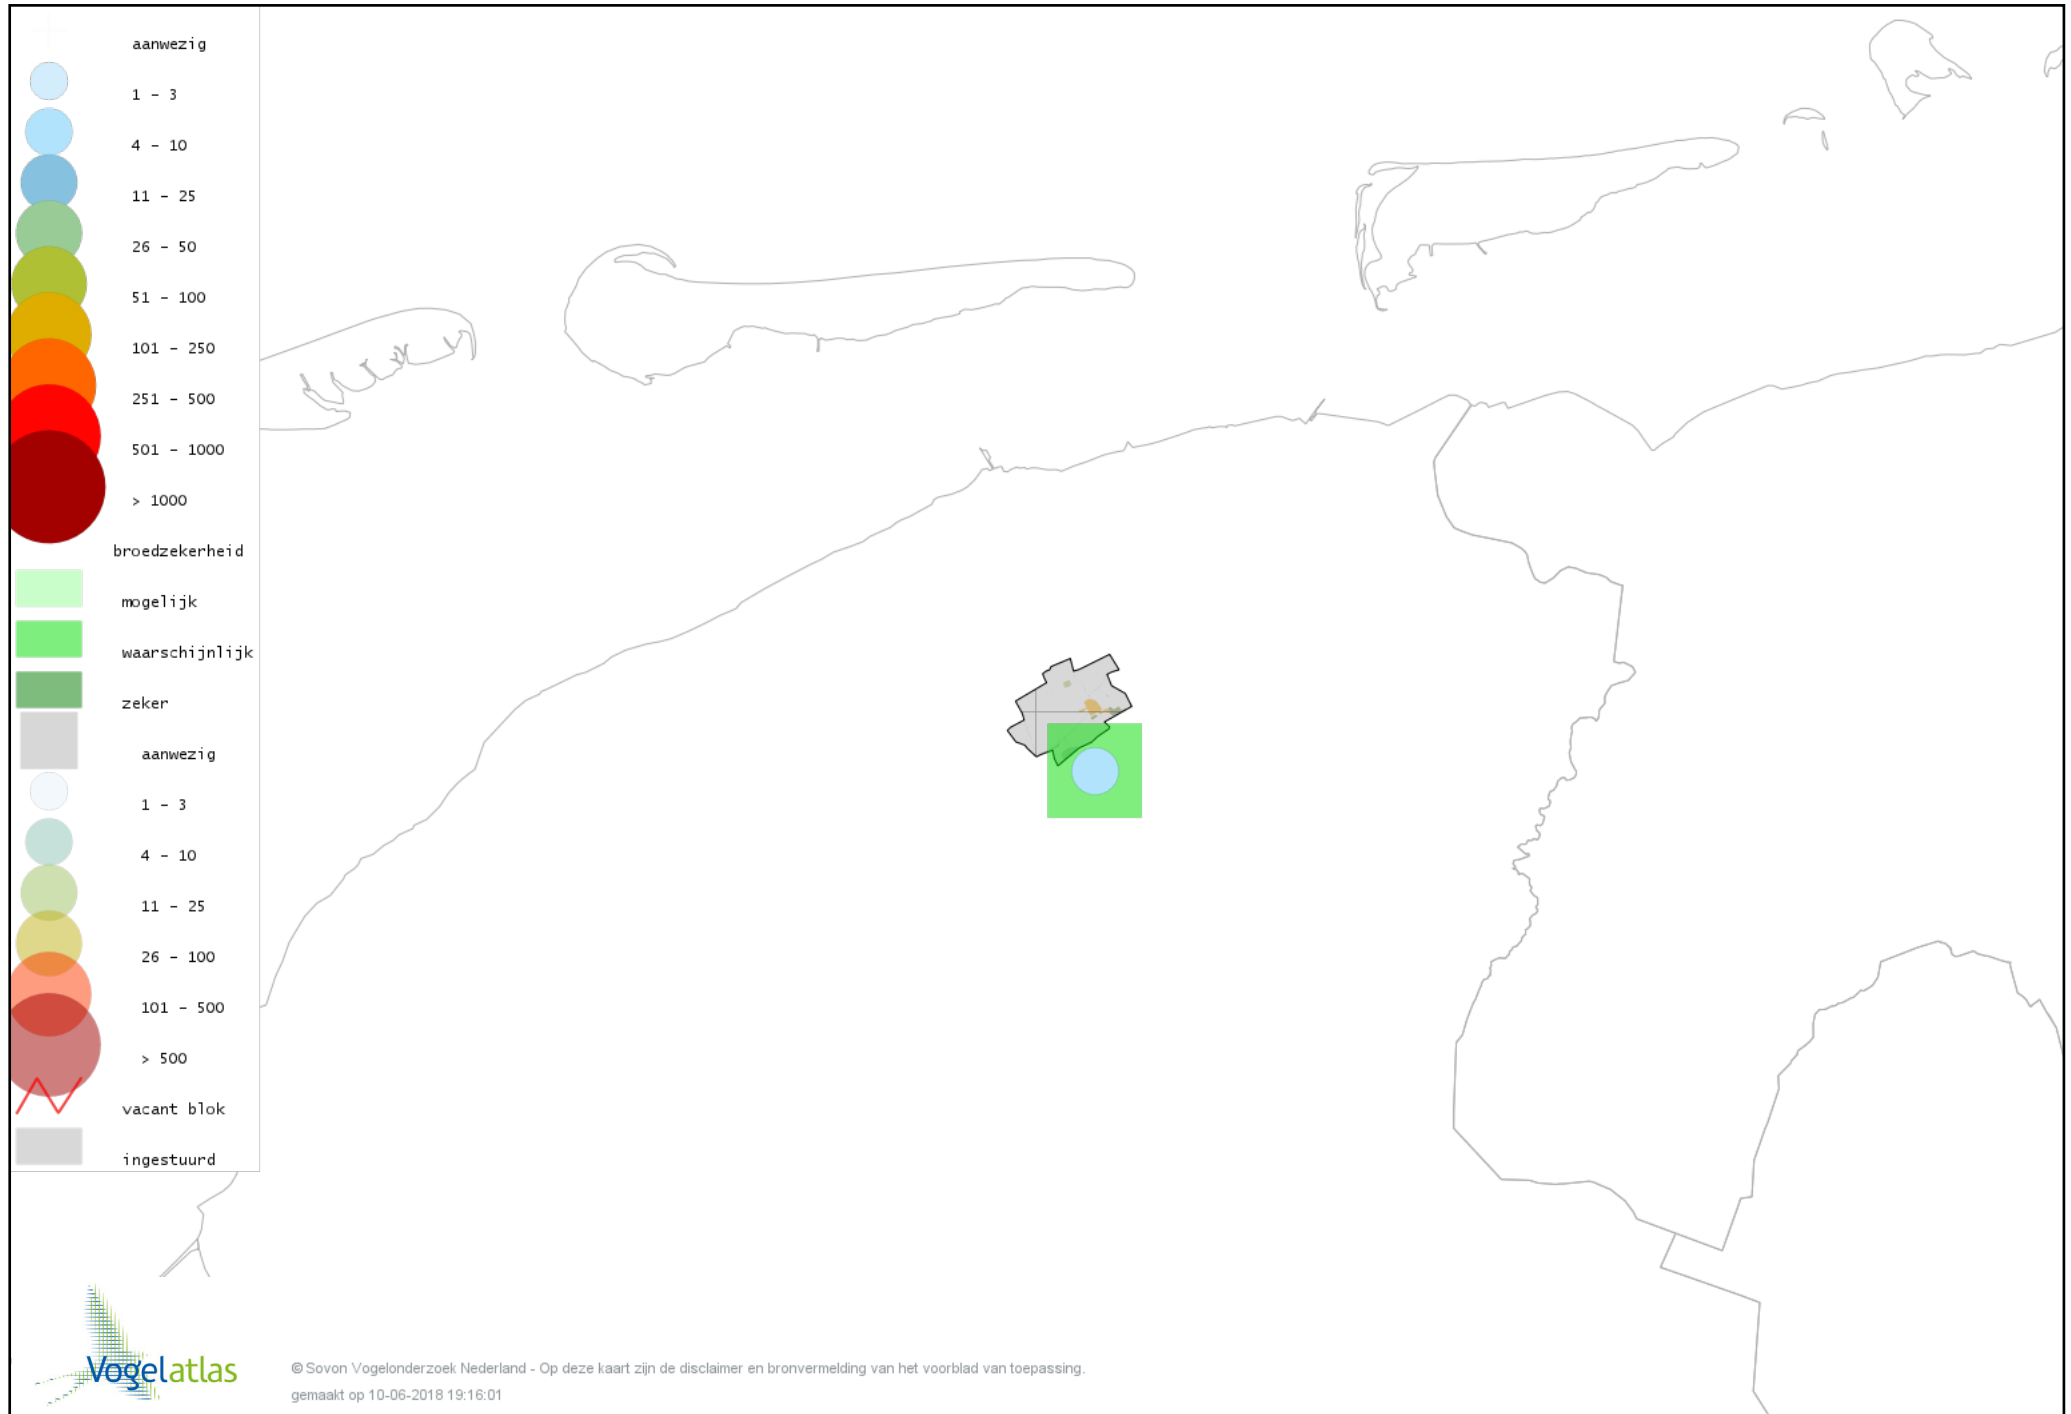 aanwezig
1 - 3
4 - 10
11 - 25
26 - 50
51 - 100
101 - 250
251 - 500
501 - 1000
> 1000
broedzekerheid
mogelijk
waarschijnlijk
zeker
aanwezig
1 - 3
4 - 10
11 - 25
26 - 100
101 - 500
> 500
vacant blok
ingestuurd
Vogelatlas
© Sovon Vogelonderzoek Nederland - Op deze kaart zijn de disclaimer en bronvermelding van het voorblad van toepassing.
gemaakt op 10-06-2018 19:16:01